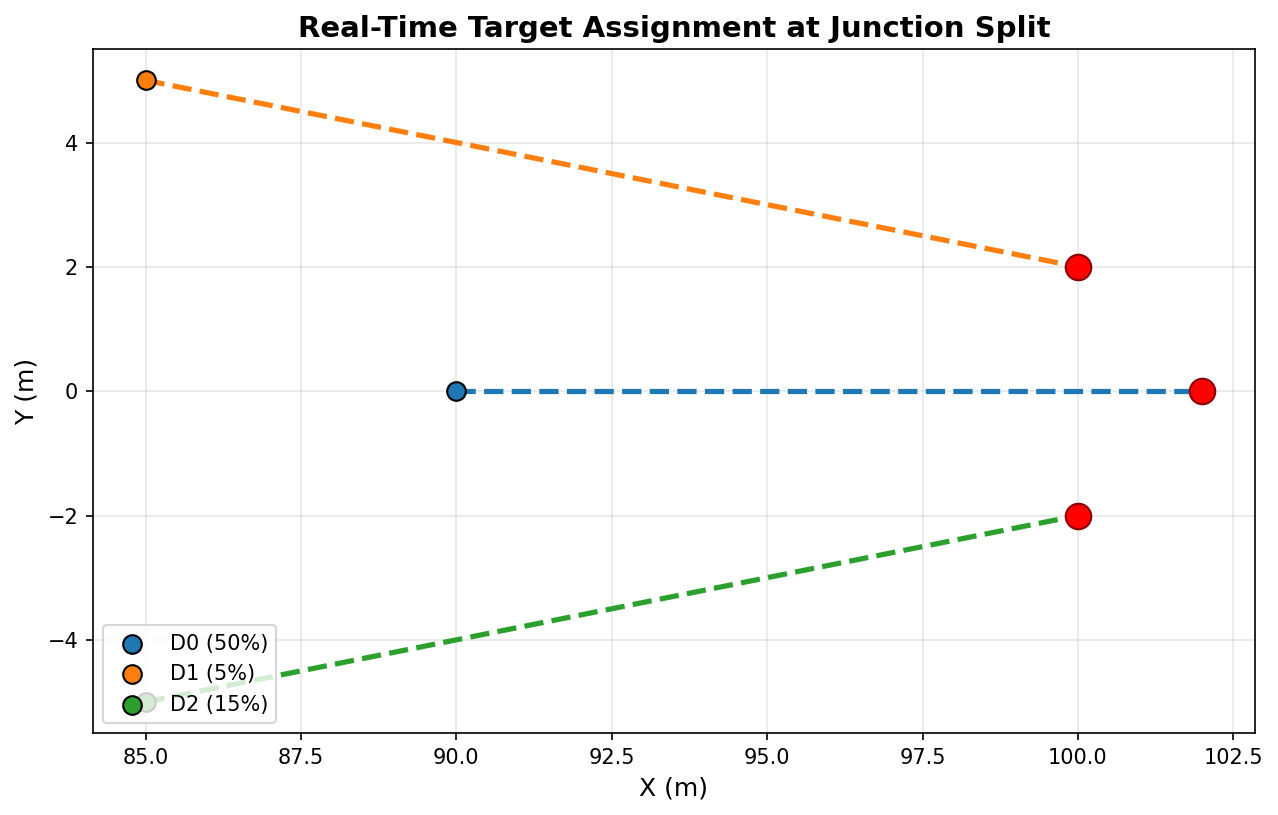 Real-Time Target Assignment at Junction Split
Y (m)
4
2
0
−2
−4
D0 (50%)
D1 (5%)
D2 (15%)
85.0 87.5 90.0 92.5 95.0 97.5 100.0 102.5
X (m)